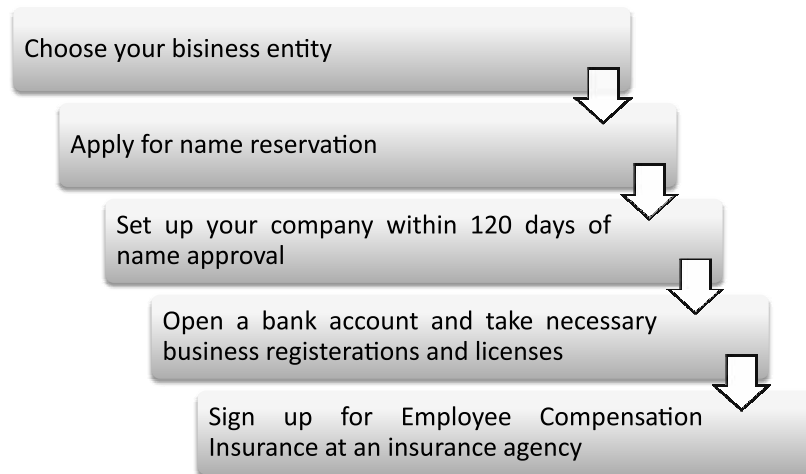 Choose your bisiness entity
Apply for name reservation
Set up your company within 120 days of
name approval
Open a bank account and take necessary
business registerations and licenses
Sign up for Employee Compensation
Insurance at an insurance agency